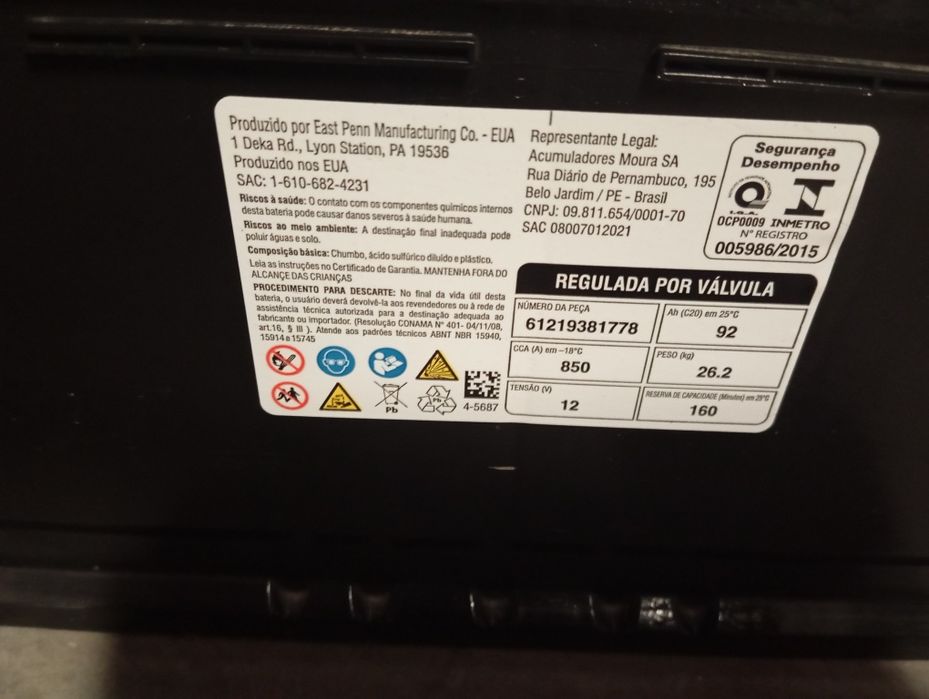 Produzido por East Penn Manufacturing Co. - EUA
1 Deka Rd., Lyon Station, PA 19536
Produzido nos EUA
SAC: 1-610-682-4231
Riscos à saúde: O contato com os componentes químicos internos
desta bateria pode causar danos severos à saúde humana.
Riscos ao meio ambiente: A destinação final inadequada pode
poluir águas e solo.
Composição básica: Chumbo, ácido sulfúrico diluído e plástico.
Leia as instruções no Certificado de Garantia. MANTENHA FORA DO
ALCANÇE DAS CRIANÇAS
PROCEDIMENTO PARA DESCARTE: No final da vida útil desta
bateria, o usuário deverá devolvê-la aos revendedores ou à rede de
assistência técnica autorizada para a destinação adequada ao
fabricante ou importador. (Resolução CONAMA Nº 401- 04/11/08,
art.16, § III ). Atende aos padrões técnicos ABNT NBR 15940,
15914 e 15745
Pb
Pb
4-5687
Representante Legal:
Acumuladores Moura SA
Rua Diário de Pernambuco, 195
Belo Jardim / PE - Brasil
CNPJ: 09.811.654/0001-70
SAC 08007012021
Segurança
Desempenho
I.Q.A.
OCP0009 INMETRO
Nº REGISTRO
005986/2015
REGULADA POR VÁLVULA
NÚMERO DA PEÇA
61219381778
Ah (C20) em 25°C
92
CCA (A) em -18°C
850
PESO (kg)
26.2
TENSÃO (V)
12
RESERVA DE CAPACIDADE (Minutos) em 25°C
160